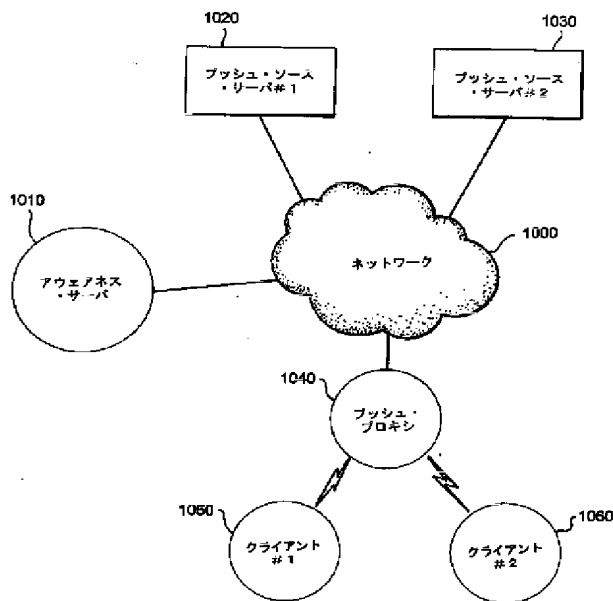 1020
プッシュ・ソース
・サーバ#1
1030
プッシュ・ソース
・サーバ#2
1010
アウェアネス
・サーバ
1000
ネットワーク
1040
プッシュ・
プロキシ
1050
クライアント
#1
1060
クライアント
#2